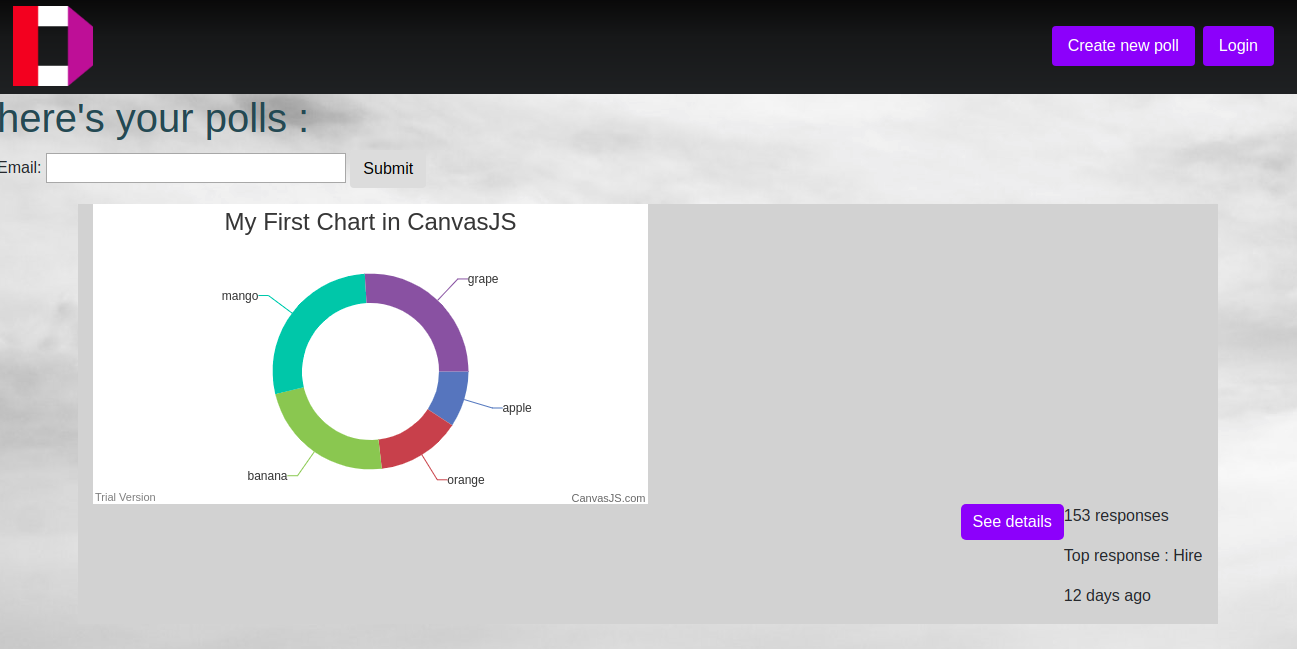 Create new poll
Login
here's your polls :
Email:
Submit
My First Chart in CanvasJS
grape
mango
apple
banana
orange
Trial Version
CanvasJS.com
See details
153 responses
Top response : Hire
12 days ago